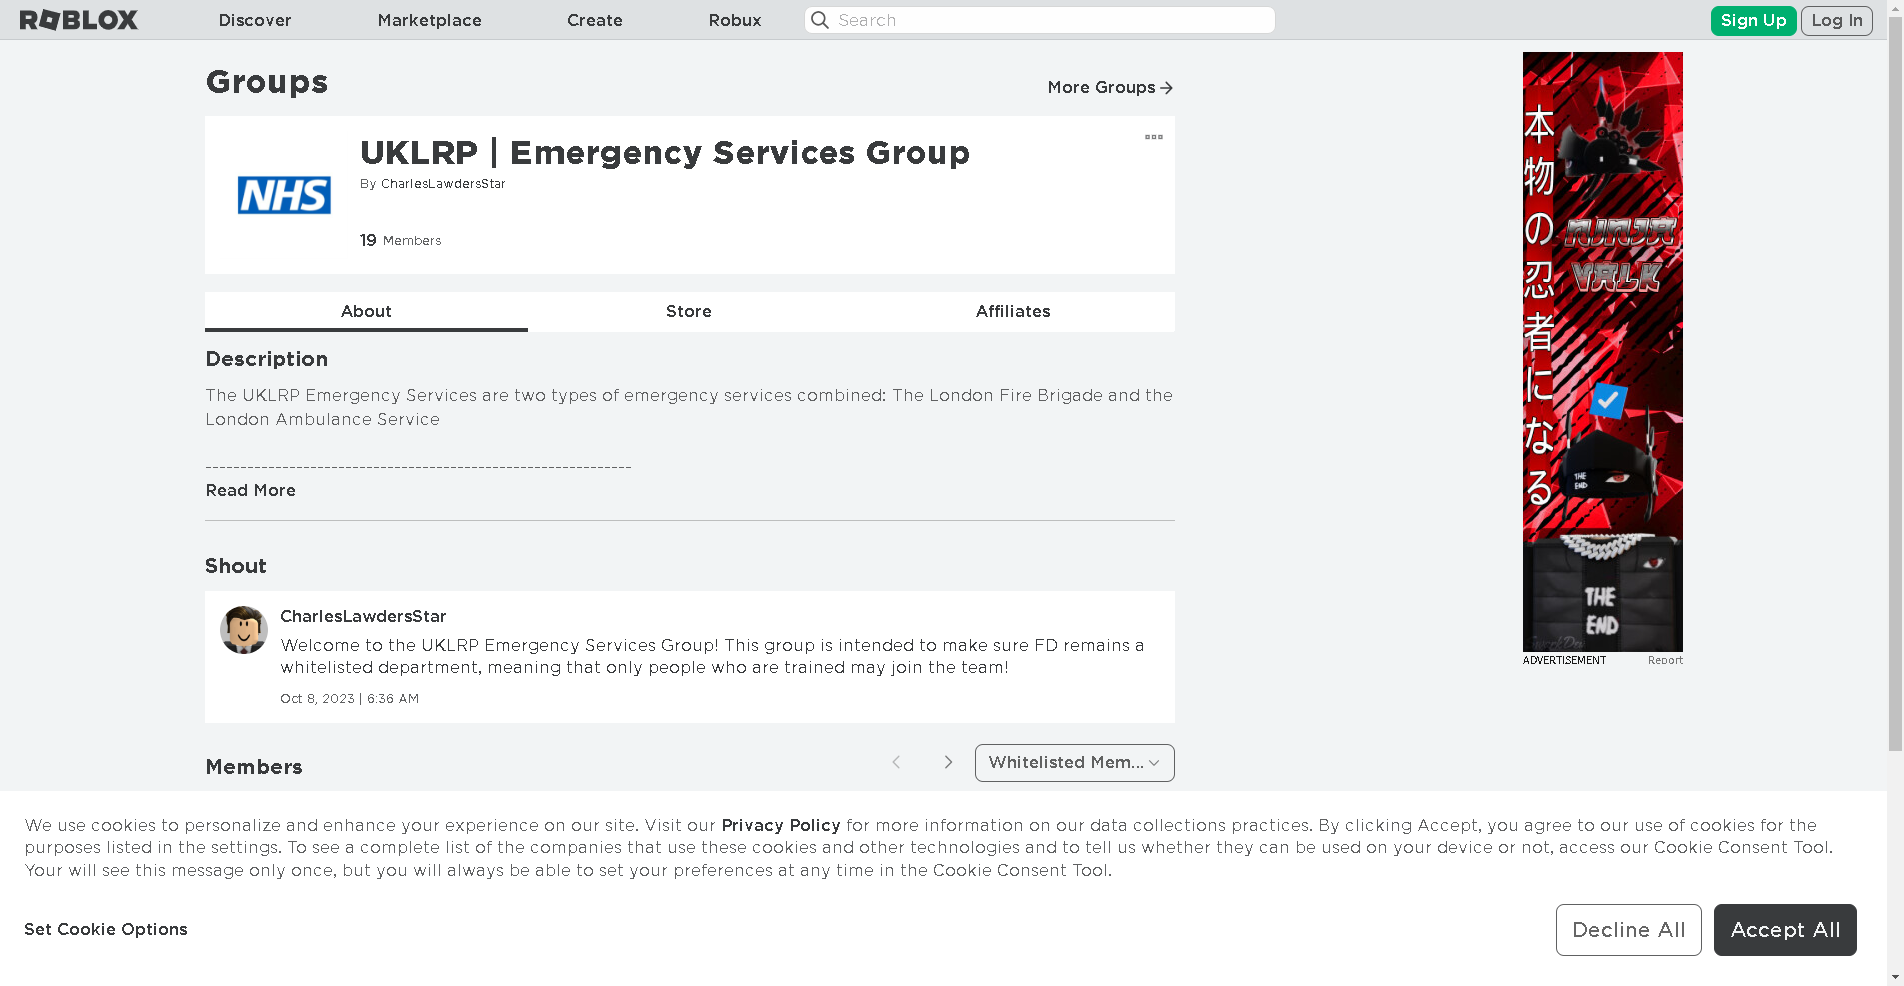 ROBLOX
Discover
Marketplace
Create
Robux
Search
Sign Up
Log In
Groups
More Groups
UKLRP | Emergency Services Group
By CharlesLawdersStar
NHS
19 Members
About
Store
Affiliates
Description
The UKLRP Emergency Services are two types of emergency services combined: The London Fire Brigade and the
London Ambulance Service
-------------------------------------------------------------
Read More
Shout
CharlesLawdersStar
Welcome to the UKLRP Emergency Services Group! This group is intended to make sure FD remains a
whitelisted department, meaning that only people who are trained may join the team!
Oct 8, 2023 | 6:36 AM
Members
Whitelisted Mem...
本物の忍者になる
NINJA
VALK
THE
END
THE
END
ADVERTISEMENT
Report
We use cookies to personalize and enhance your experience on our site. Visit our Privacy Policy for more information on our data collections practices. By clicking Accept, you agree to our use of cookies for the
purposes listed in the settings. To see a complete list of the companies that use these cookies and other technologies and to tell us whether they can be used on your device or not, access our Cookie Consent Tool.
Your will see this message only once, but you will always be able to set your preferences at any time in the Cookie Consent Tool.
Set Cookie Options
Decline All
Accept All